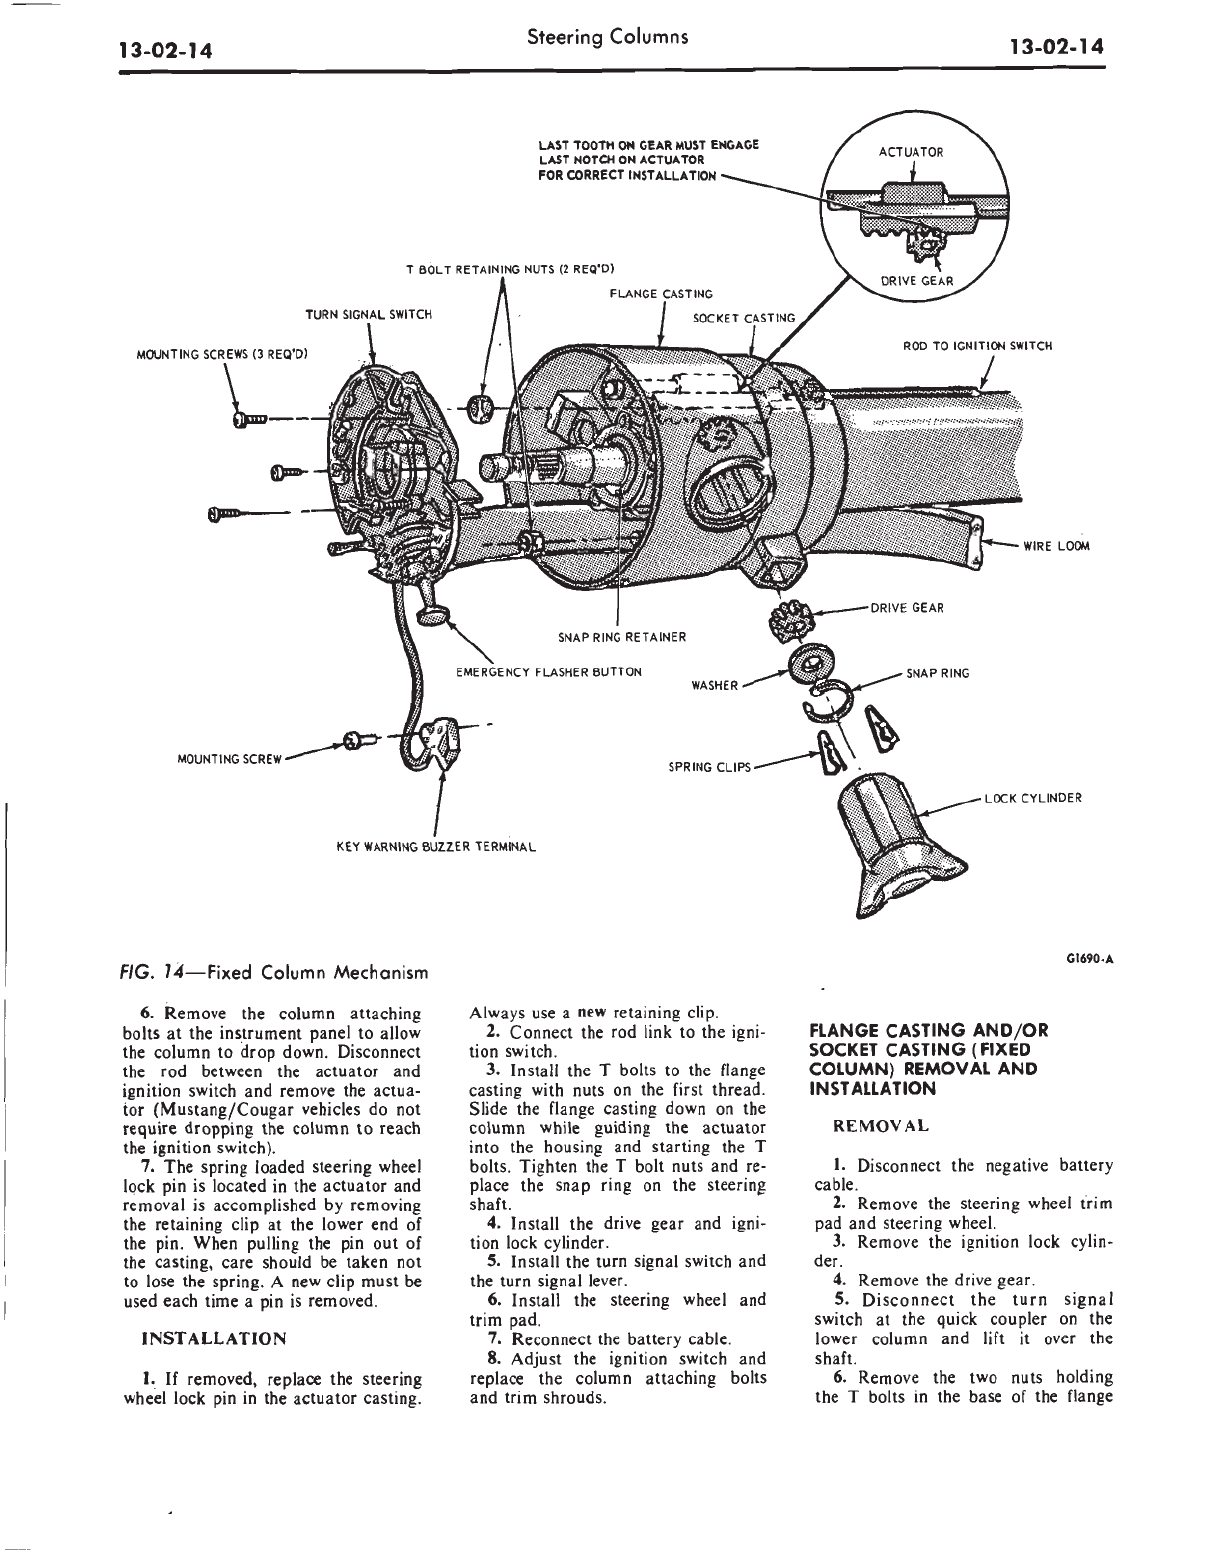 13-02-14
Steering Columns
13-02-14
LAST TOOTH ON GEAR MUST ENGAGE
LAST NOTCH ON ACTUATOR
FOR CORRECT INSTALLATION
ACTUATOR
DRIVE GEAR
T BOLT RETAINING NUTS (2 REQ'D)
FLANGE CASTING
TURN SIGNAL SWITCH
SOCKET CASTING
MOUNTING SCREWS (3 REQ'D)
ROD TO IGNITION SWITCH
WIRE LOOM
DRIVE GEAR
SNAP RING RETAINER
EMERGENCY FLASHER BUTTON
WASHER
SNAP RING
MOUNTING SCREW
SPRING CLIPS
LOCK CYLINDER
KEY WARNING BUZZER TERMINAL
G1690-A
FIG. 14—Fixed Column Mechanism
6. Remove the column attaching
bolts at the instrument panel to allow
the column to drop down. Disconnect
the rod between the actuator and
ignition switch and remove the actua-
tor (Mustang/Cougar vehicles do not
require dropping the column to reach
the ignition switch).
7. The spring loaded steering wheel
lock pin is located in the actuator and
removal is accomplished by removing
the retaining clip at the lower end of
the pin. When pulling the pin out of
the casting, care should be taken not
to lose the spring. A new clip must be
used each time a pin is removed.
INSTALLATION
1. If removed, replace the steering
wheel lock pin in the actuator casting.
Always use a new retaining clip.
2. Connect the rod link to the igni-
tion switch.
3. Install the T bolts to the flange
casting with nuts on the first thread.
Slide the flange casting down on the
column while guiding the actuator
into the housing and starting the T
bolts. Tighten the T bolt nuts and re-
place the snap ring on the steering
shaft.
4. Install the drive gear and igni-
tion lock cylinder.
5. Install the turn signal switch and
the turn signal lever.
6. Install the steering wheel and
trim pad.
7. Reconnect the battery cable.
8. Adjust the ignition switch and
replace the column attaching bolts
and trim shrouds.
FLANGE CASTING AND/OR
SOCKET CASTING (FIXED
COLUMN) REMOVAL AND
INSTALLATION
REMOVAL
1. Disconnect the negative battery
cable.
2. Remove the steering wheel trim
pad and steering wheel.
3. Remove the ignition lock cylin-
der.
4. Remove the drive gear.
5. Disconnect the turn signal
switch at the quick coupler on the
lower column and lift it over the
shaft.
6. Remove the two nuts holding
the T bolts in the base of the flange